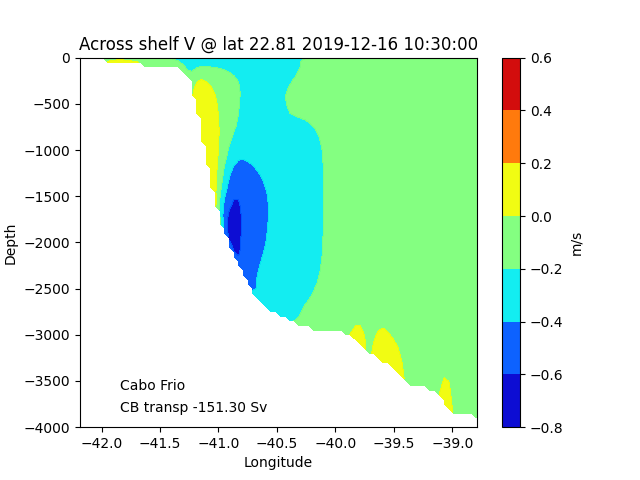 Across shelf V @ lat 22.81 2019-12-16 10:30:00
0
−500
−1000
−1500
−2000
−2500
−3000
−3500
−4000
Depth
Cabo Frio
CB transp -151.30 Sv
−42.0 −41.5 −41.0 −40.5 −40.0 −39.5 −39.0
Longitude
0.6
0.4
0.2
0.0
−0.2
−0.4
−0.6
−0.8
m/s